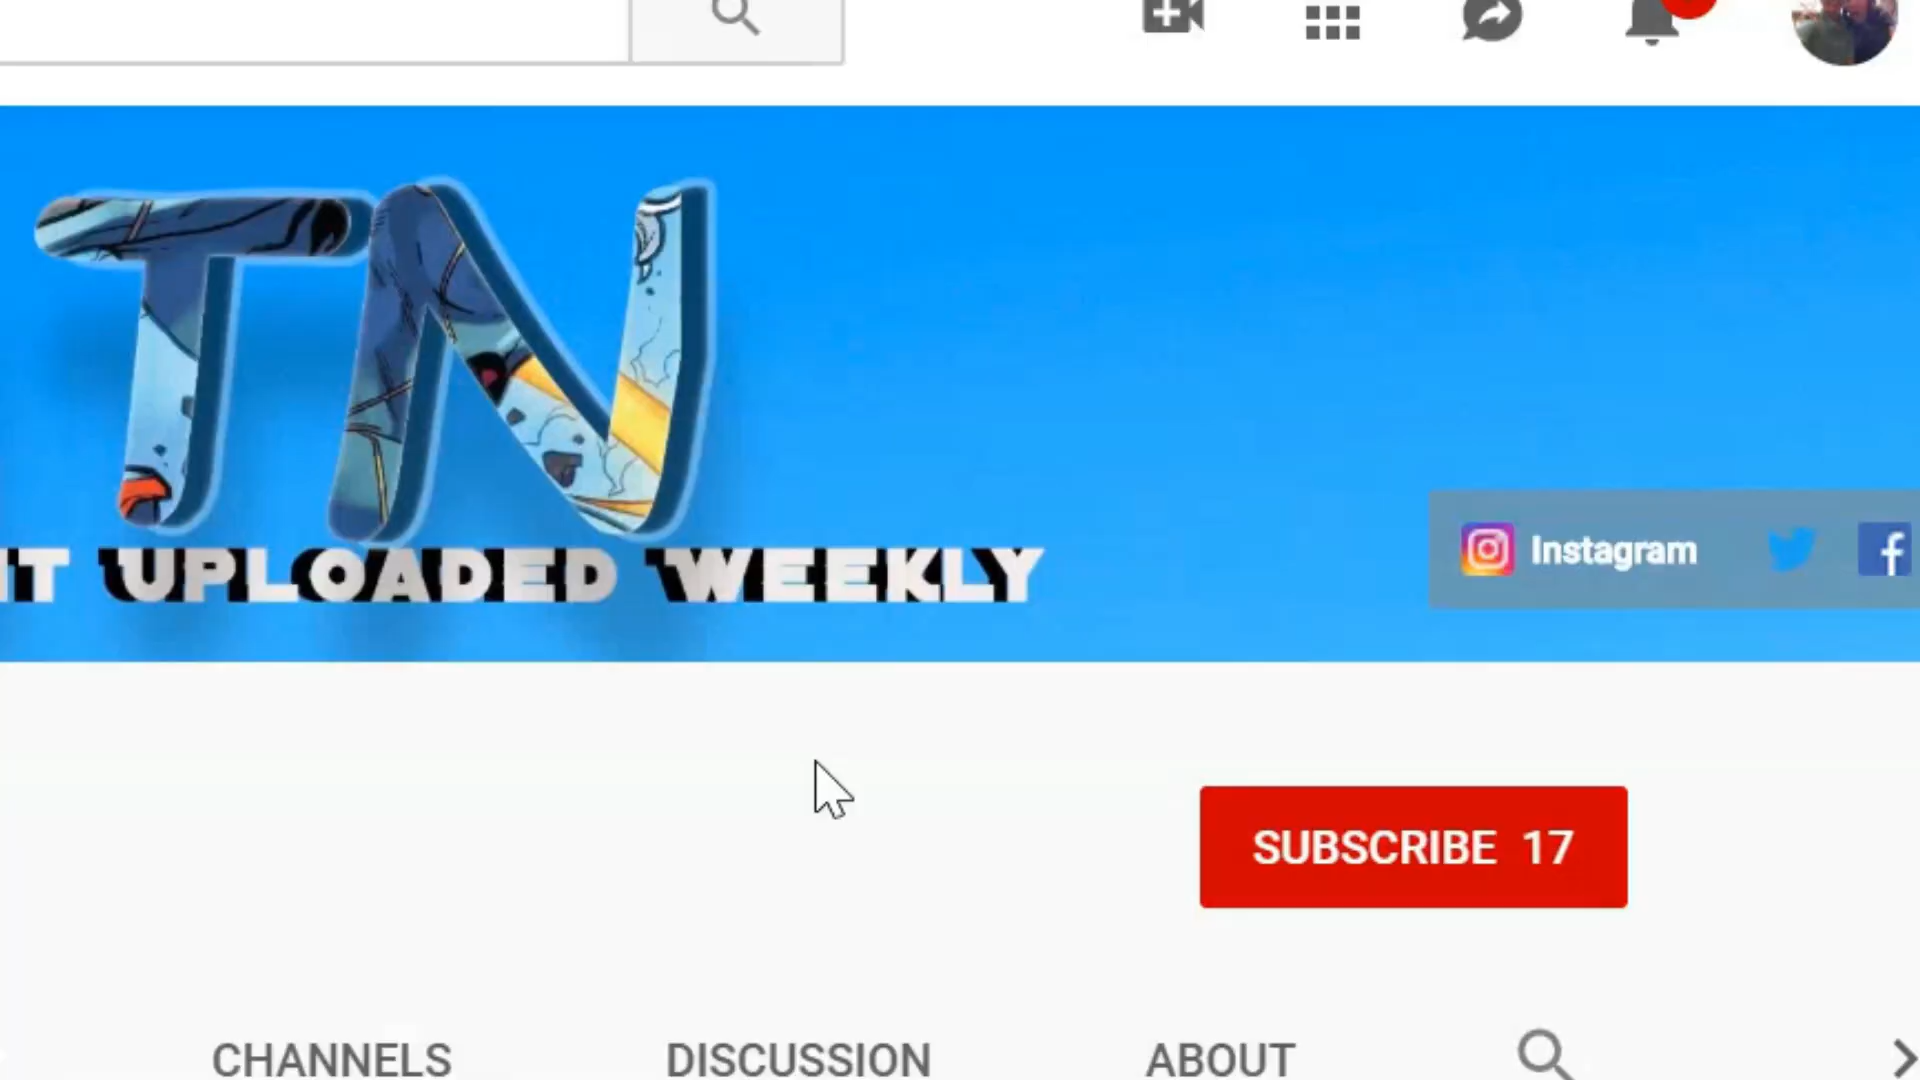 TN
UPLOADED WEEKLY
Instagram
SUBSCRIBE 17
CHANNELS DISCUSSION ABOUT